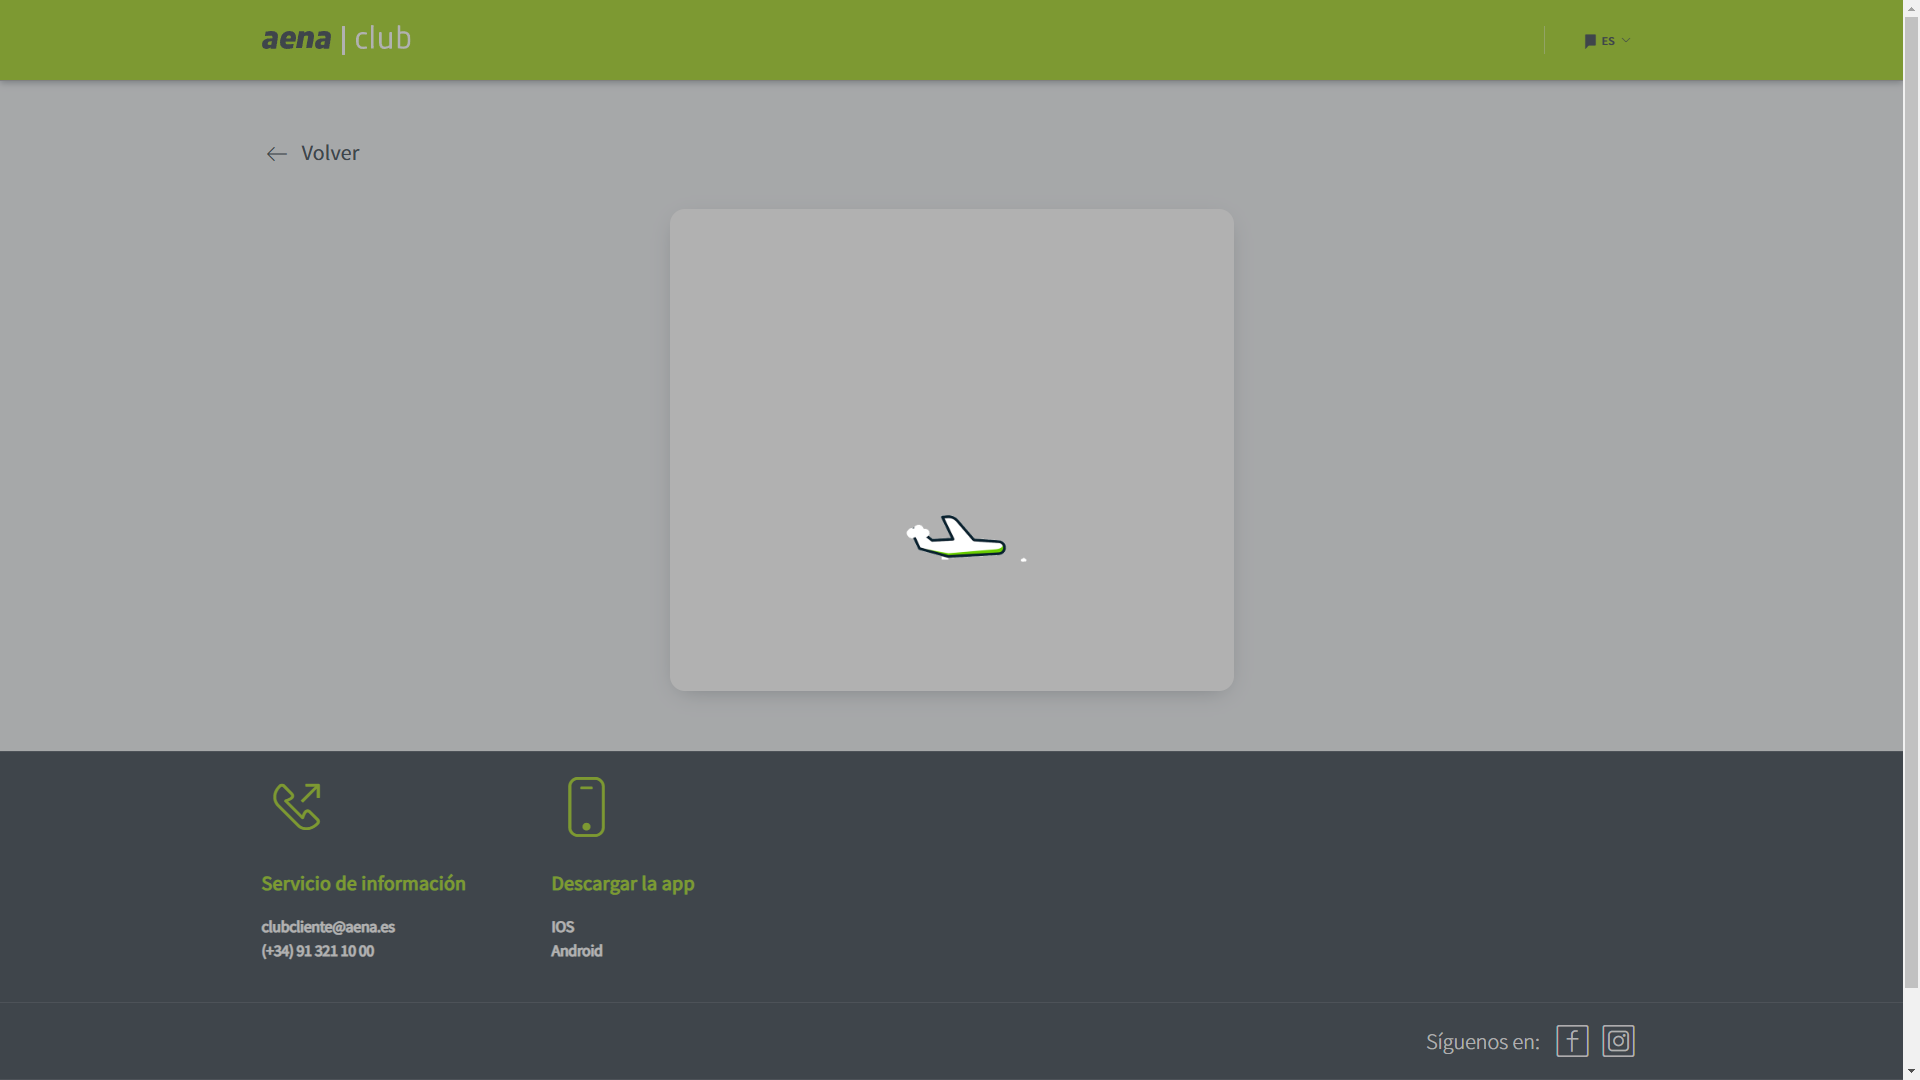 aena | club
ES
Volver
Servicio de información
clubcliente@aena.es
(+34) 91 321 10 00
Descargar la app
IOS
Android
Síguenos en: